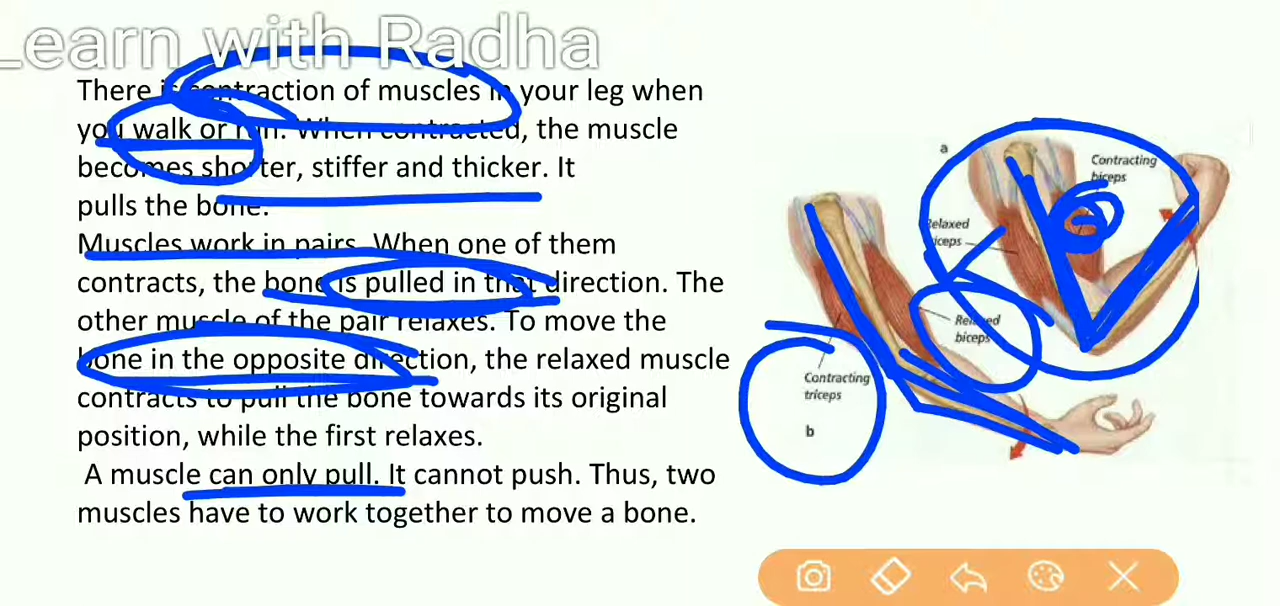 Learn with Radha
There is contraction of muscles in your leg when
you walk or run. When contracted, the muscle
becomes shorter, stiffer and thicker. It
pulls the bone.
Muscles work in pairs. When one of them
contracts, the bone is pulled in that direction. The
other muscle of the pair relaxes. To move the
bone in the opposite direction, the relaxed muscle
contracts to pull the bone towards its original
position, while the first relaxes.
A muscle can only pull. It cannot push. Thus, two
muscles have to work together to move a bone.
a
Contracting
biceps
Relaxed
Relaxed
biceps
Contracting
triceps
b